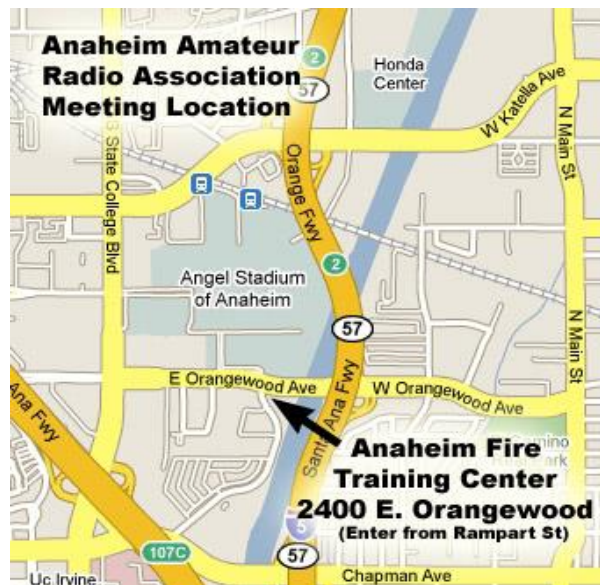 Anaheim Amateur
Radio Association
Meeting Location
2
57
Honda
Center
W Katella Ave
N Main St
S State College Blvd
Orange Fwy
2
Angel Stadium
of Anaheim
57
N Main St
E Orangewood Ave
W Orangewood Ave
Ana Fwy
Santa Ana Fwy
Anaheim Fire
Training Center
2400 E. Orangewood
(Enter from Rampart St)
5
107C
57
Chapman Ave
Uc Irvine